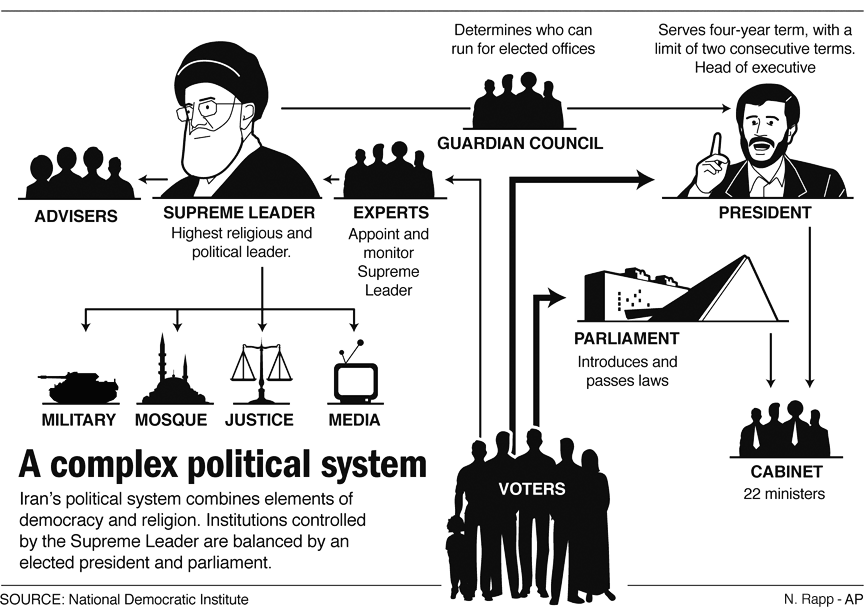 Determines who can
run for elected offices
Serves four-year term, with a
limit of two consecutive terms.
Head of executive
GUARDIAN COUNCIL
ADVISERS
SUPREME LEADER
Highest religious and
political leader.
EXPERTS
Appoint and
monitor
Supreme
Leader
PRESIDENT
PARLIAMENT
Introduces and
passes laws
MILITARY
MOSQUE
JUSTICE
MEDIA
CABINET
22 ministers
VOTERS
A complex political system
Iran's political system combines elements of
democracy and religion. Institutions controlled
by the Supreme Leader are balanced by an
elected president and parliament.
SOURCE: National Democratic Institute
N. Rapp - AP